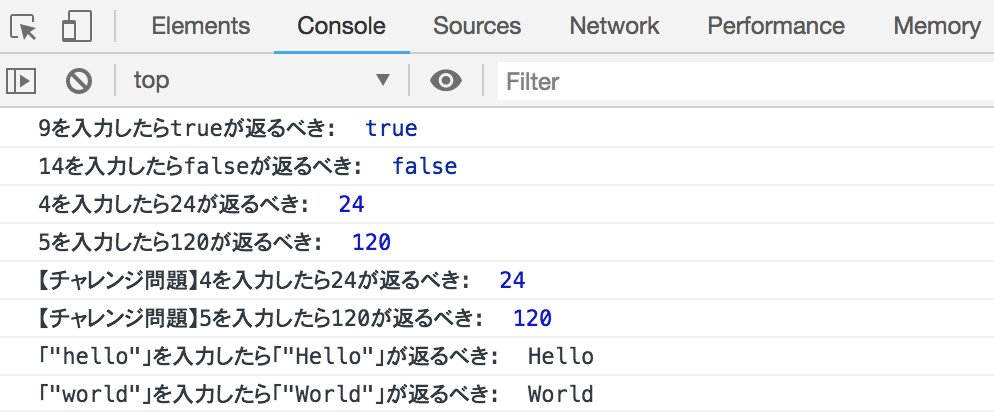 Elements Console Sources Network Performance Memory
top Filter
9を入力したらtrueが返るべき: true
14を入力したらfalseが返るべき: false
4を入力したら24が返るべき: 24
5を入力したら120が返るべき: 120
【チャレンジ問題】4を入力したら24が返るべき: 24
【チャレンジ問題】5を入力したら120が返るべき: 120
「"hello"」を入力したら「"Hello"」が返るべき: Hello
「"world"」を入力したら「"World"」が返るべき: World